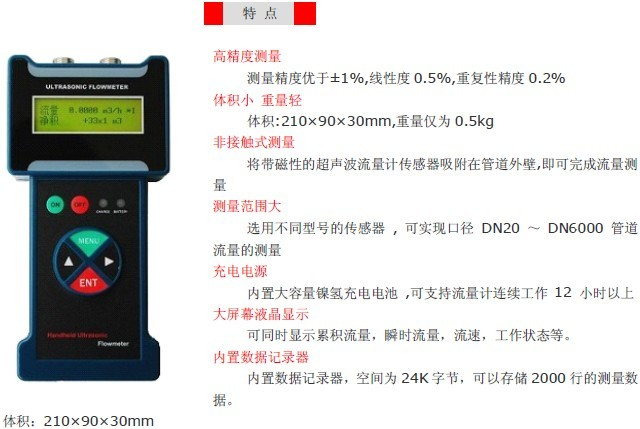 特 点
ULTRASONIC FLOWMETER
流量 0.0000 m3/h *I
净积 +33x1 m3
ON
OFF
CHARGE BATTERY
MENU
ENT
Handheld Ultrasonic
Flowmeter
体积：210×90×30mm
高精度测量
测量精度优于±1%,线性度0.5%,重复性精度0.2%
体积小 重量轻
体积:210×90×30mm,重量仅为0.5kg
非接触式测量
将带磁性的超声波流量计传感器吸附在管道外壁,即可完成流量测
量
测量范围大
选用不同型号的传感器 , 可实现口径 DN20 ～ DN6000 管道
流量的测量
充电电源
内置大容量镍氢充电电池 ,可支持流量计连续工作 12 小时以上
大屏幕液晶显示
可同时显示累积流量，瞬时流量，流速，工作状态等。
内置数据记录器
内置数据记录器，空间为24K字节，可以存储2000行的测量数
据。